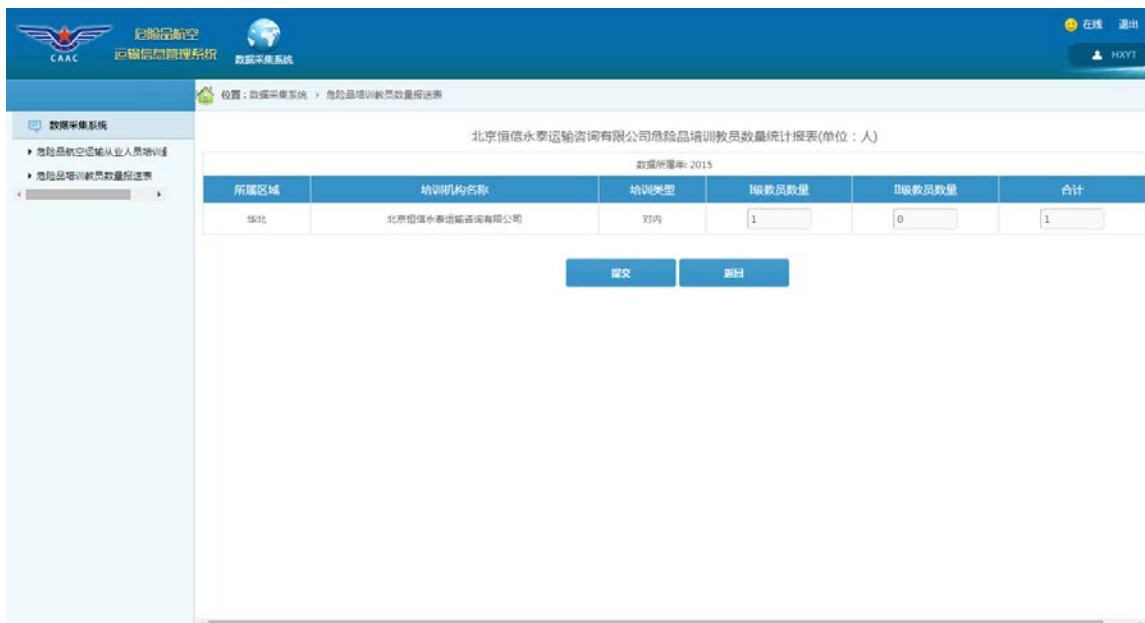 危险品航空
运输信息管理系统
CAAC
数据采集系统
在线 退出
HXYT
位置：数据采集系统 > 危险品培训教员数量报送表
数据采集系统
危险品航空运输从业人员培训
危险品培训教员数量报送表
北京恒信永泰运输咨询有限公司危险品培训教员数量统计报表(单位：人)
数据所属年: 2015
所属区域 培训机构名称 培训类型 I级教员数量 II级教员数量 合计
华北 北京恒信永泰运输咨询有限公司 对内 1 0 1
提交 返回